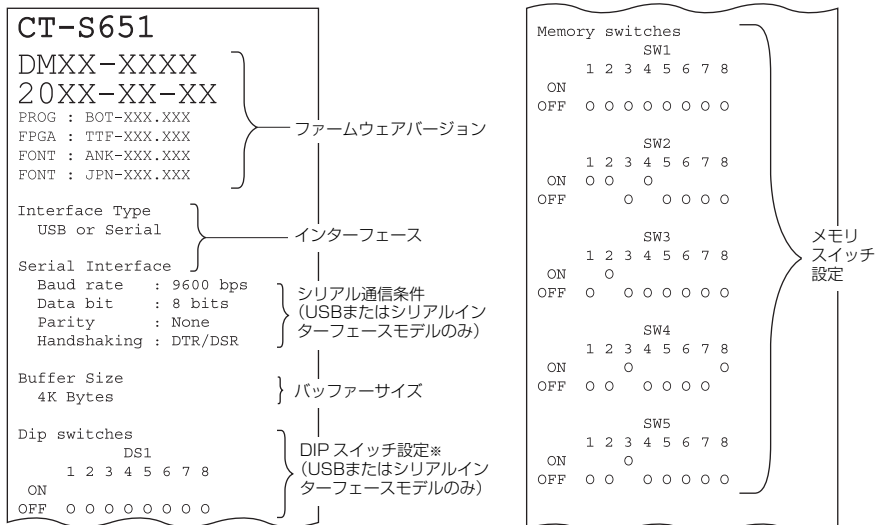 CT-S651
DMXX-XXXX
20XX-XX-XX
PROG : BOT-XXX.XXX
FPGA : TTF-XXX.XXX
FONT : ANK-XXX.XXX
FONT : JPN-XXX.XXX
ファームウェアバージョン
Interface Type
USB or Serial
インターフェース
Serial Interface
Baud rate : 9600 bps
Data bit : 8 bits
Parity : None
Handshaking : DTR/DSR
シリアル通信条件
(USBまたはシリアルイン
ターフェースモデルのみ)
Buffer Size
4K Bytes
バッファーサイズ
Dip switches
DS1
1 2 3 4 5 6 7 8
ON
OFF O O O O O O O O
DIP スイッチ設定※
(USBまたはシリアルイン
ターフェースモデルのみ)
Memory switches
SW1
1 2 3 4 5 6 7 8
ON
OFF O O O O O O O O
SW2
1 2 3 4 5 6 7 8
ON O O   O
OFF     O   O O O O
SW3
1 2 3 4 5 6 7 8
ON   O
OFF O   O O O O O O
SW4
1 2 3 4 5 6 7 8
ON     O         O
OFF O O   O O O O
SW5
1 2 3 4 5 6 7 8
ON     O
OFF O O   O O O O O
メモリ
スイッチ
設定